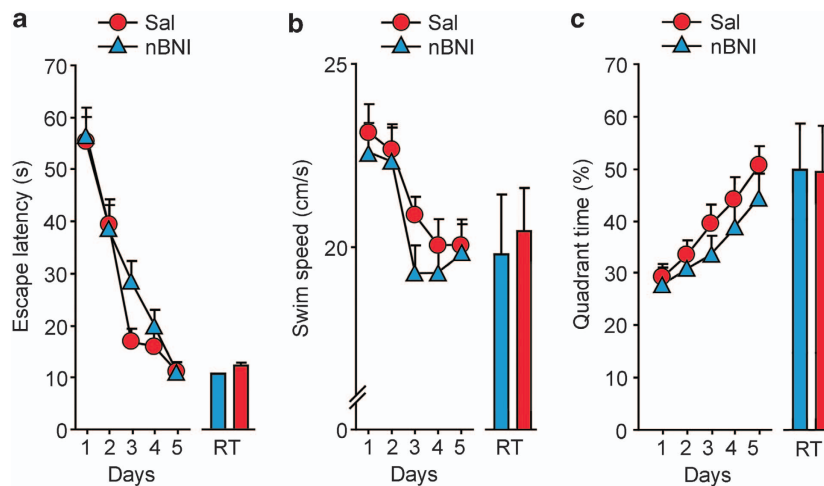 a
Sal
nBNI
Escape latency (s)
70
60
50
40
30
20
10
0
1 2 3 4 5
RT
Days
b
Sal
nBNI
Swim speed (cm/s)
25
20
0
1 2 3 4 5
RT
Days
c
Sal
nBNI
Quadrant time (%)
70
60
50
40
30
20
10
0
1 2 3 4 5
RT
Days